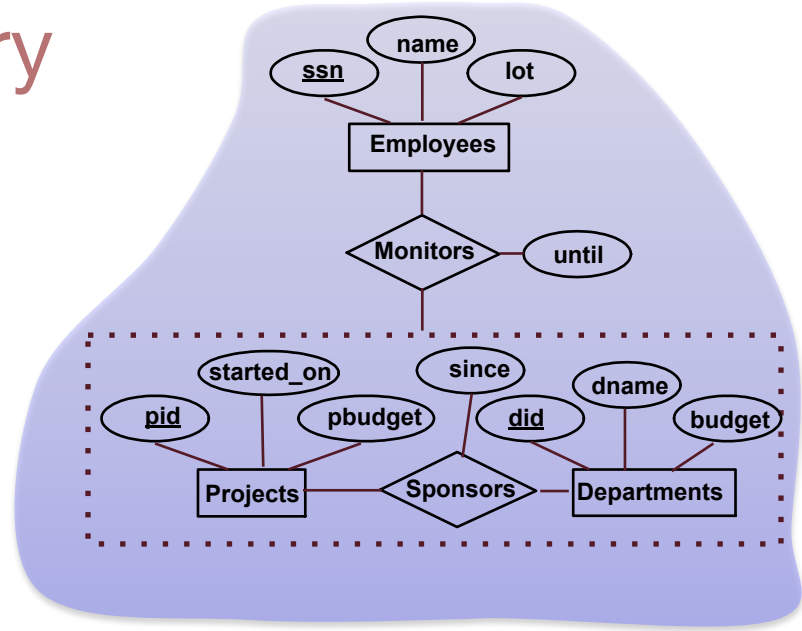 ry
name
ssn
lot
Employees
Monitors
until
started_on
since
dname
pid
pbudget
did
budget
Projects
Sponsors
Departments